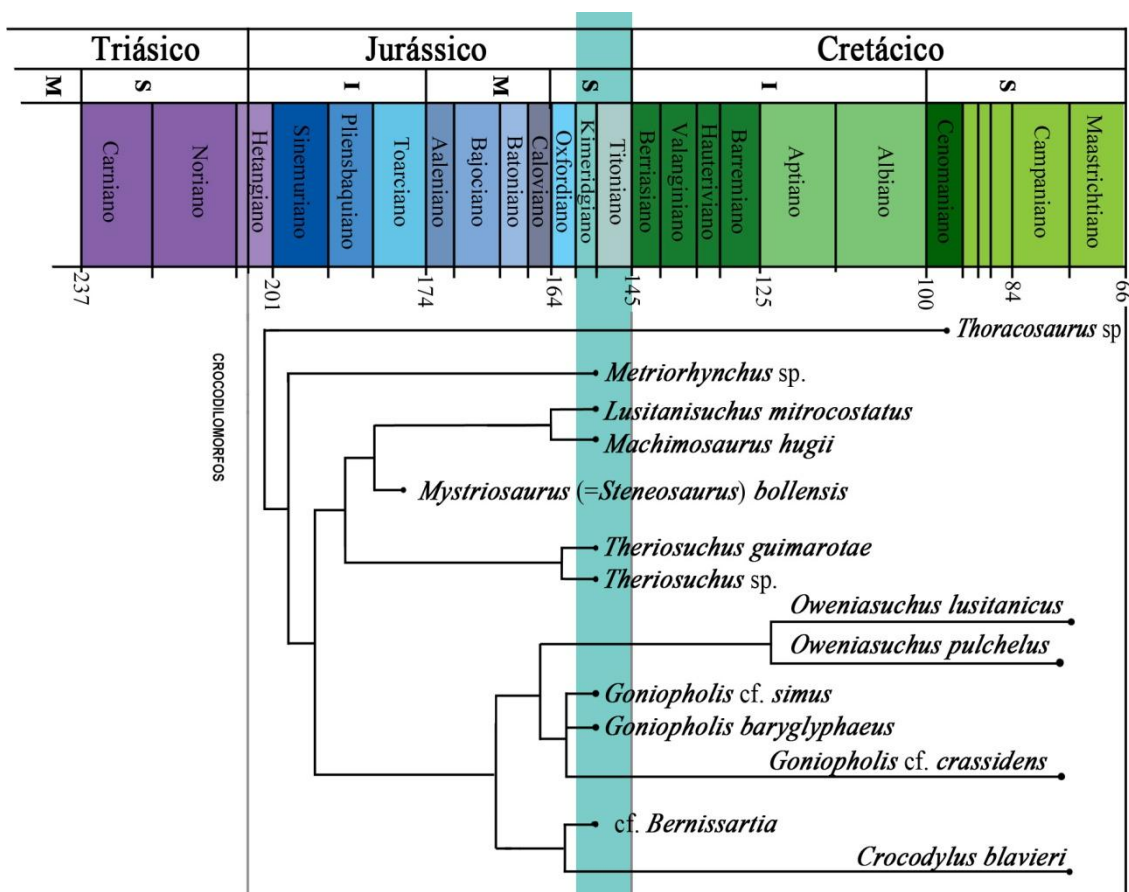 Triásico
Jurássico
Cretácico
M
S
I
M
S
I
S
Carniano
Noriano
Hetangiano
Sinemuriano
Pliensbaquiano
Toarciano
Aaleniano
Bajociano
Batoniano
Caloviano
Oxfordiano
Kimeridgiano
Titoniano
Berriasiano
Valanginiano
Hauteriviano
Barremiano
Aptiano
Albiano
Cenomaniano
Campaniano
Maastrichtiano
237
201
174
164
145
125
100
84
66
CROCODILOMORFOS
Thoracosaurus sp
Metriorhynchus sp.
Lusitanisuchus mitrocostatus
Machimosaurus hugii
Mystriosaurus (=Steneosaurus) bollensis
Theriosuchus guimarotae
Theriosuchus sp.
Oweniasuchus lusitanicus
Oweniasuchus pulchelus
Goniopholis cf. simus
Goniopholis baryglyphaeus
Goniopholis cf. crassidens
cf. Bernissartia
Crocodylus blavieri